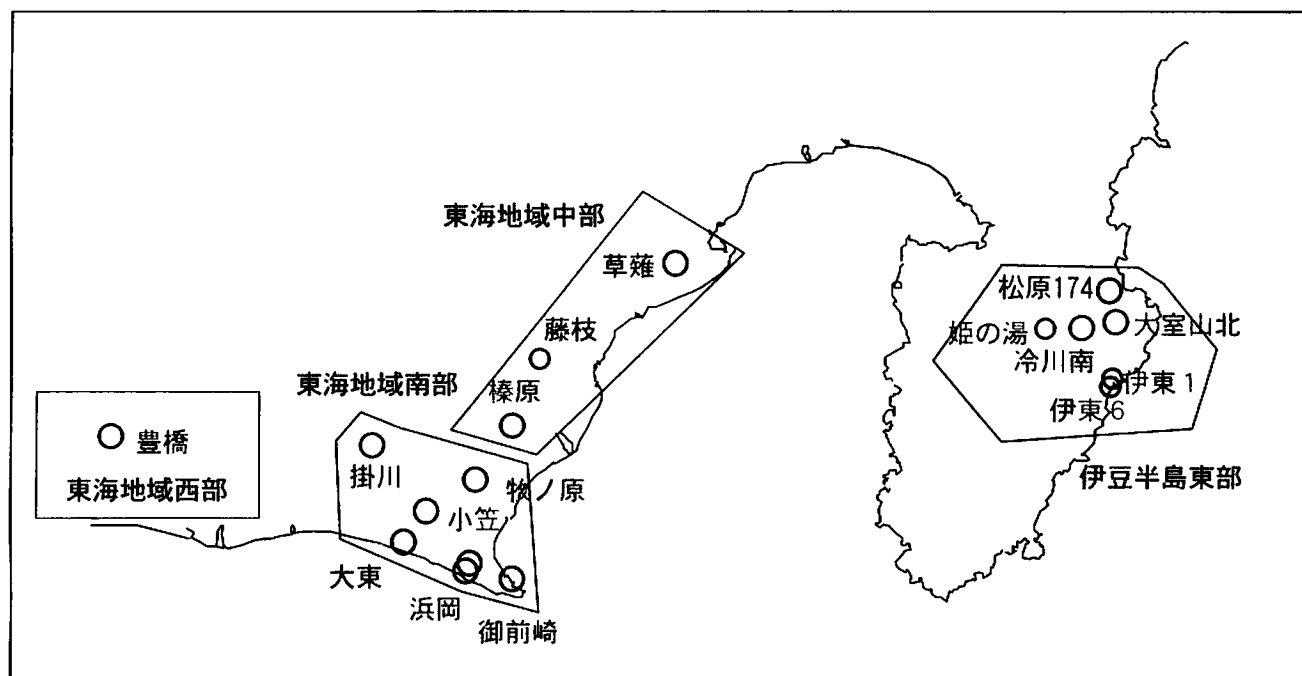 東海地域中部
草薙
藤枝
榛原
東海地域南部
豊橋
東海地域西部
掛川
牧ノ原
小笠
大東
浜岡
御前崎
松原174
姫の湯
大室山北
冷川南
伊東1
伊東6
伊豆半島東部